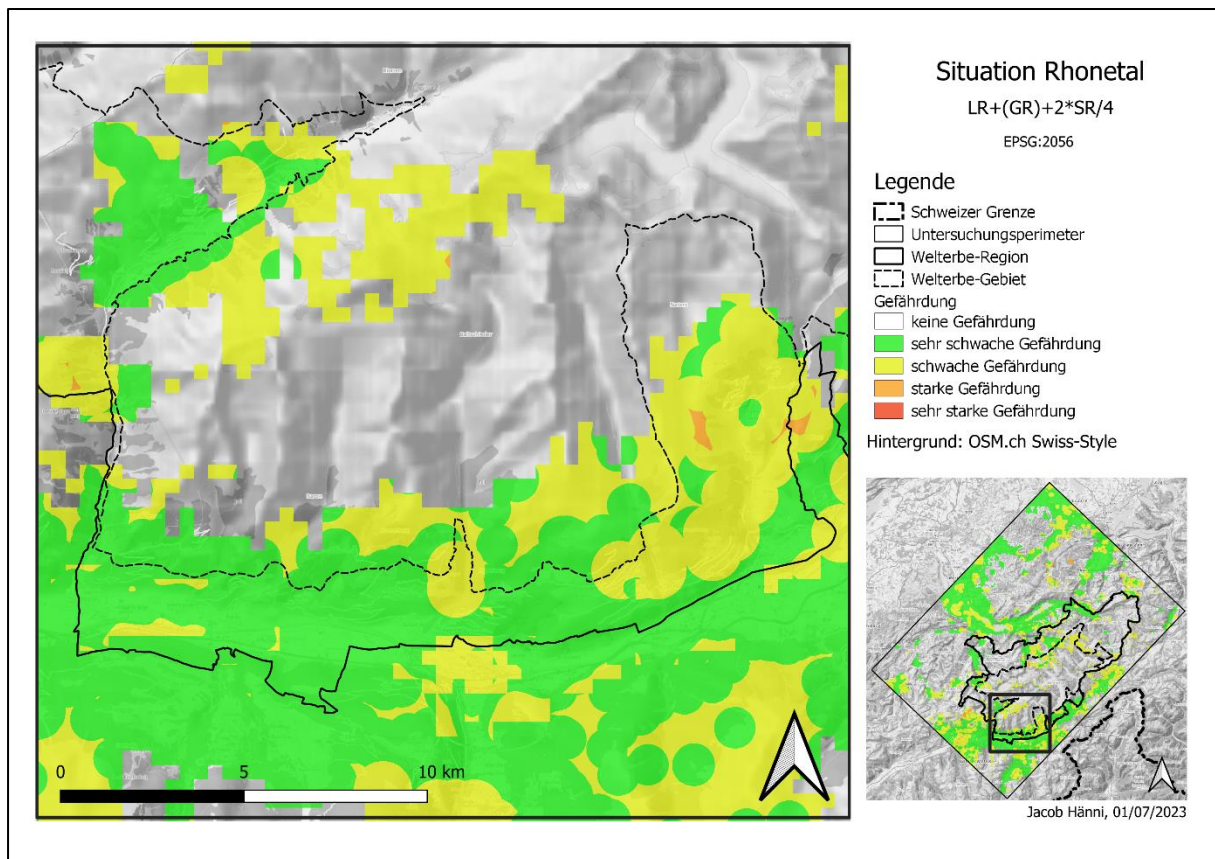 Situation Rhonetal
LR+(GR)+2*SR/4
EPSG:2056
Legende
Schweizer Grenze
Untersuchungsperimeter
Welterbe-Region
Welterbe-Gebiet
Gefährdung
keine Gefährdung
sehr schwache Gefährdung
schwache Gefährdung
starke Gefährdung
sehr starke Gefährdung
Hintergrund: OSM.ch Swiss-Style
0 5 10 km
Jacob Hänni, 01/07/2023